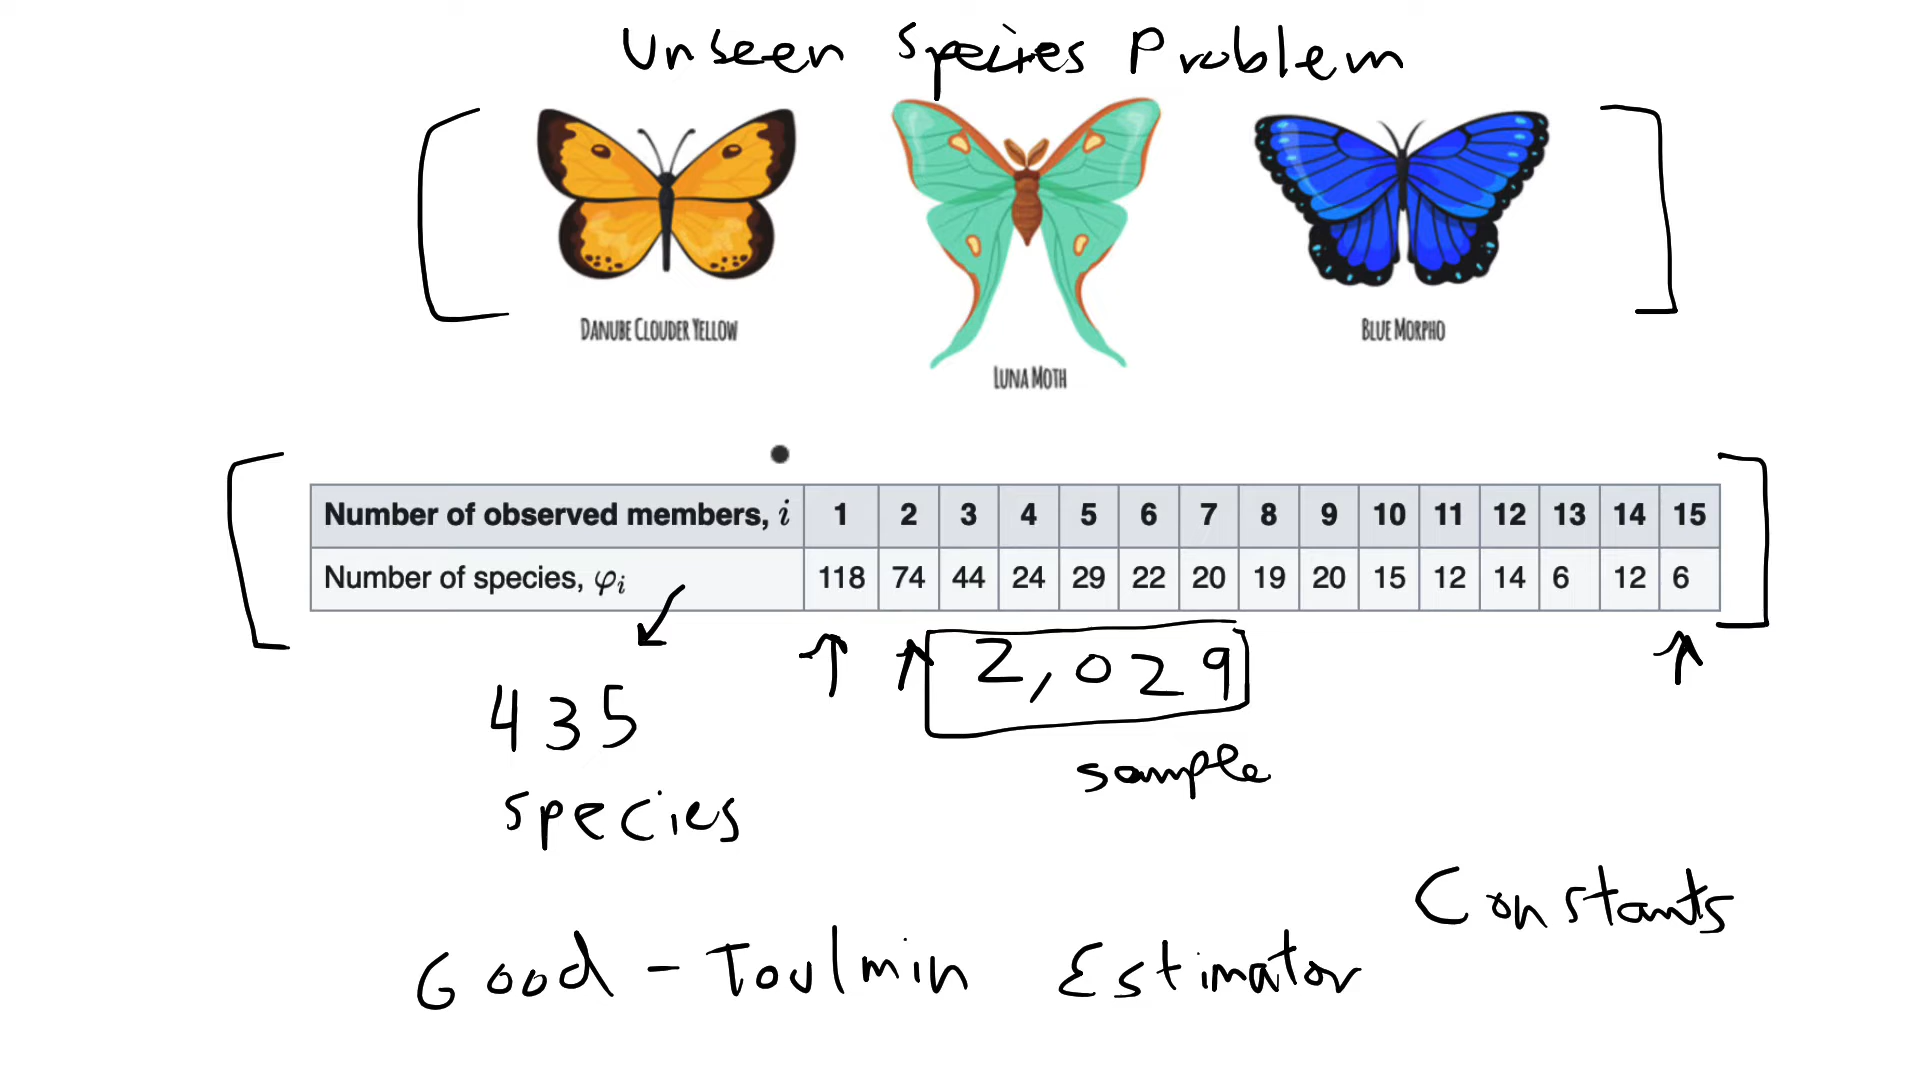 Unseen Species Problem
DANUBE CLOUDER YELLOW
LUNA MOTH
BLUE MORPHO
Number of observed members, i 1 2 3 4 5 6 7 8 9 10 11 12 13 14 15
Number of species, φi 118 74 44 24 29 22 20 19 20 15 12 14 6 12 6
2,029
435
sample
species
Constants
Good - Toulmin Estimator